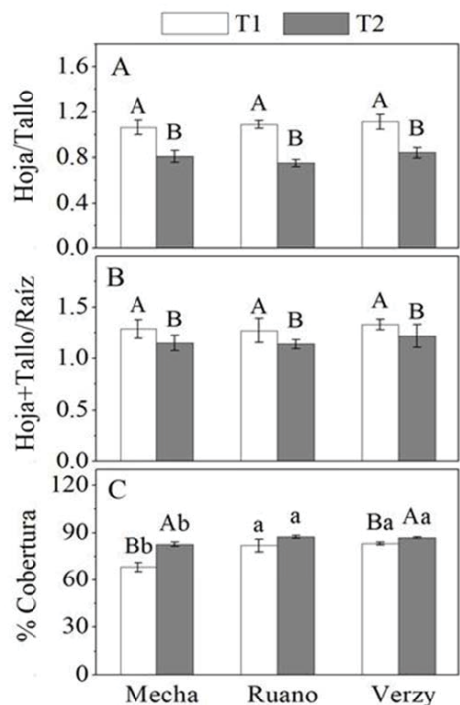 T1 T2
A
Hoja/Tallo
1.6
1.2
0.8
0.4
0.0
A B A B A B
B
Hoja+Tallo/Raíz
1.5
1.0
0.5
0.0
A B A B A B
C
% Cobertura
120
90
60
30
0
Bb Ab a a Ba Aa
Mecha Ruano Verzy